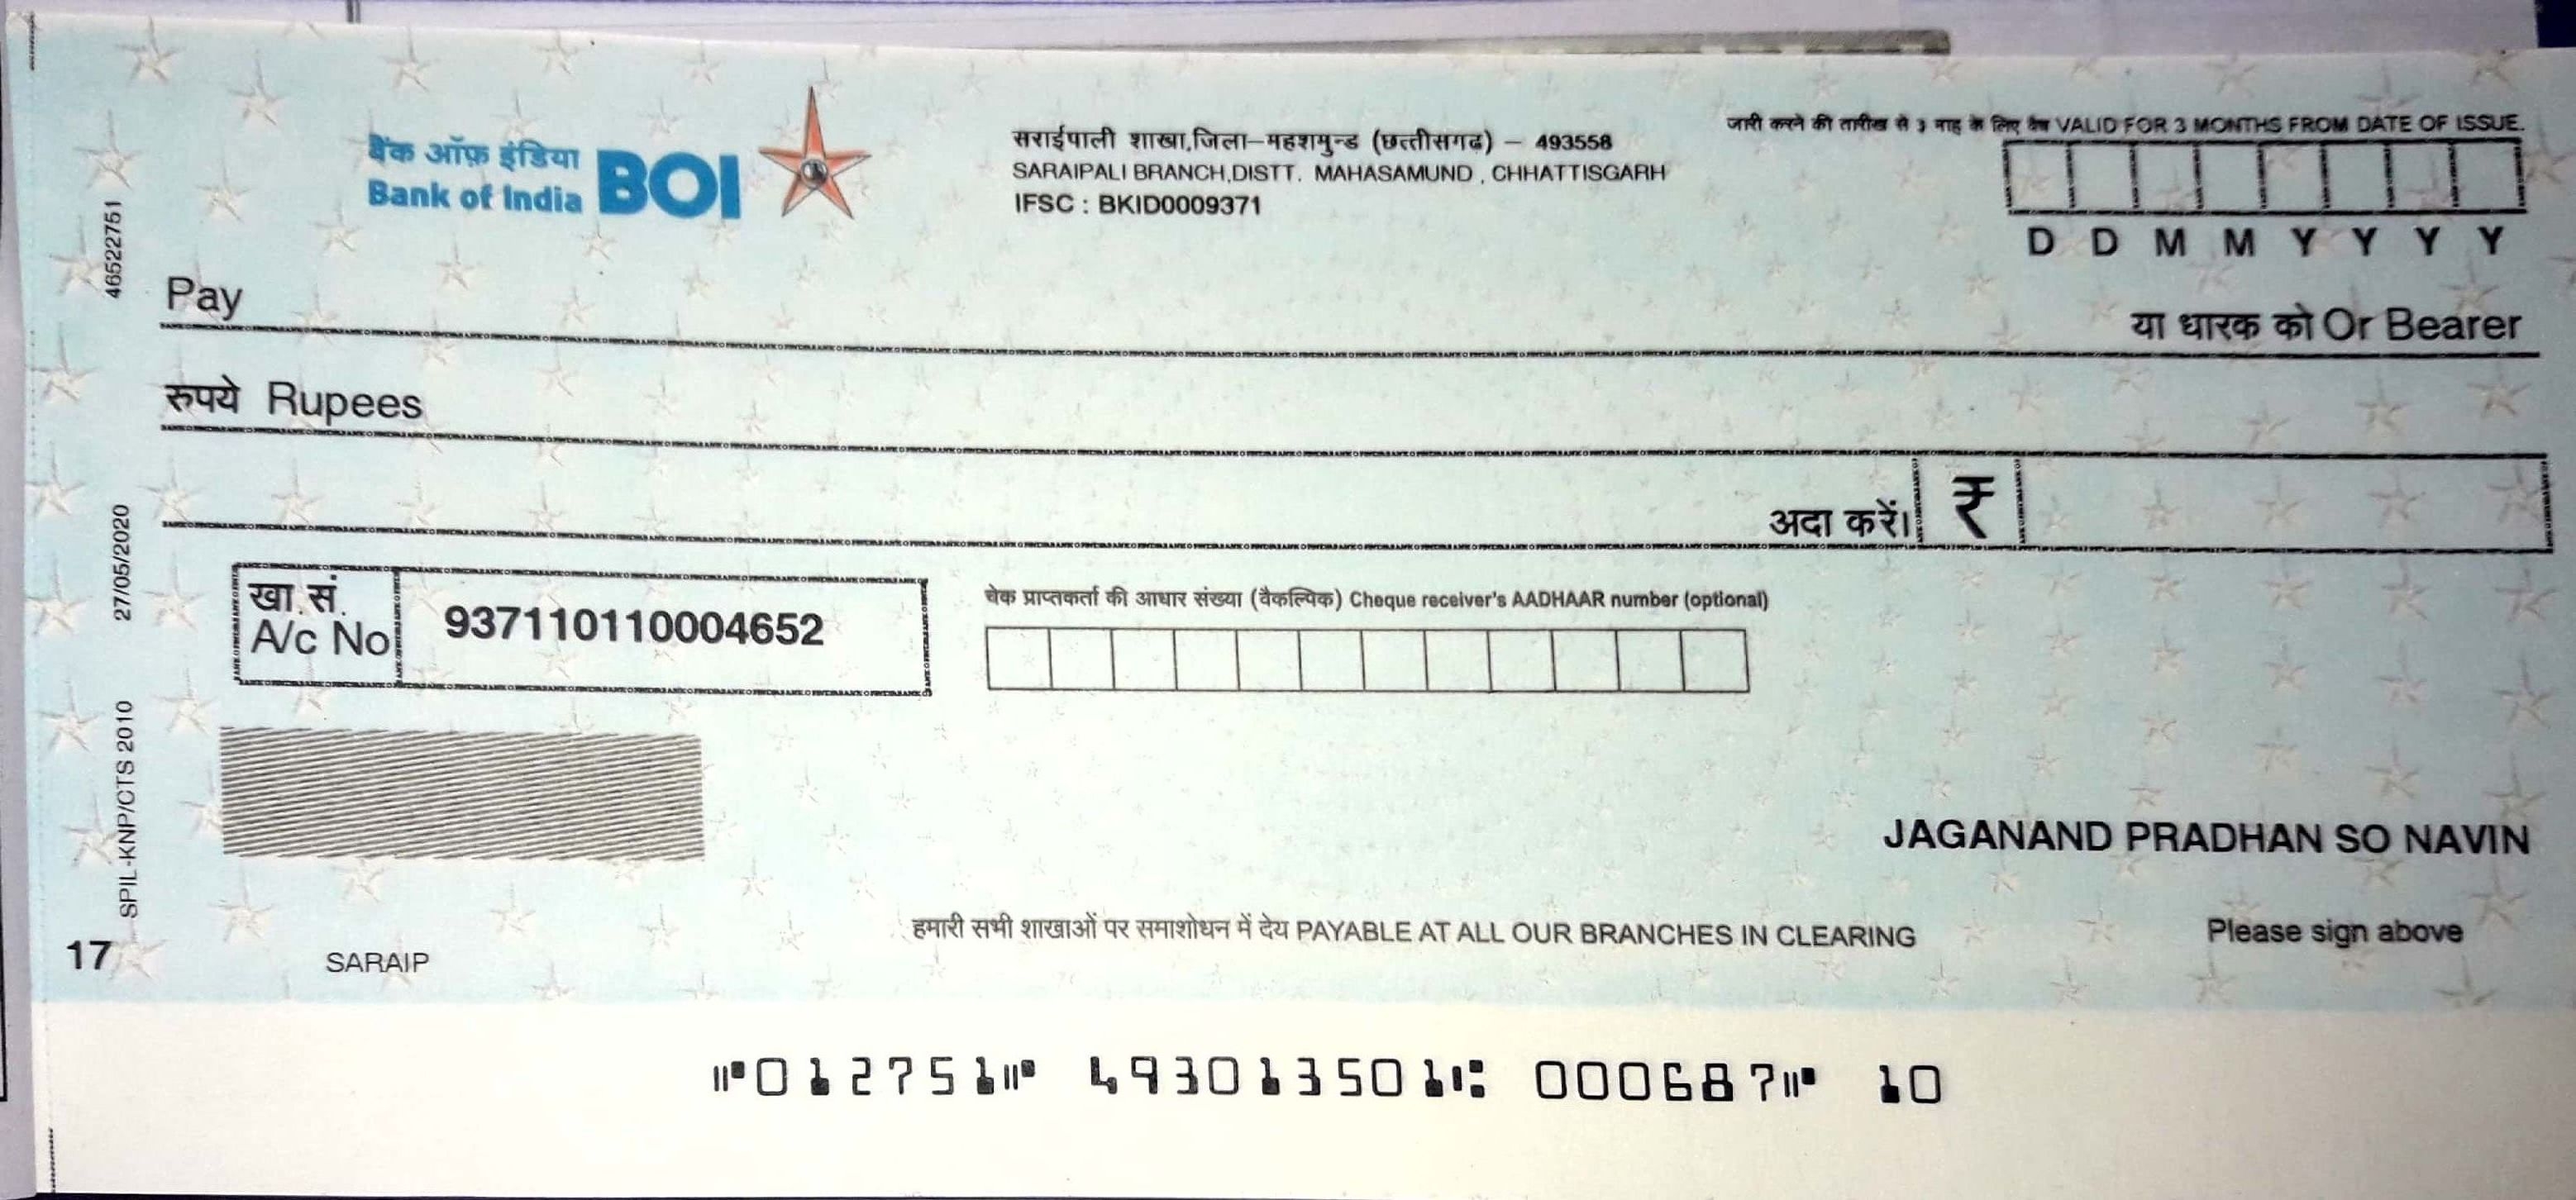 बैंक ऑफ़ इंडिया
Bank of India BOI
सराईपाली शाखा,जिला–महशमुन्ड (छत्तीसगढ) – 493558
SARAIPALI BRANCH,DISTT. MAHASAMUND , CHHATTISGARH
IFSC : BKID0009371
जारी करने की तारीख से 3 माह के लिए वैध VALID FOR 3 MONTHS FROM DATE OF ISSUE.
D D M M Y Y Y Y
46522751
Pay
या धारक को Or Bearer
रुपये Rupees
अदा करें। ₹
27/05/2020
खा.सं.
A/c No
937110110004652
चेक प्राप्तकर्ता की आधार संख्या (वैकल्पिक) Cheque receiver's AADHAAR number (optional)
SPIL-KNP/CTS 2010
JAGANAND PRADHAN SO NAVIN
हमारी सभी शाखाओं पर समाशोधन में देय PAYABLE AT ALL OUR BRANCHES IN CLEARING
Please sign above
17
SARAIP
⑈012751⑈ 493013501⑆ 000687⑈ 10